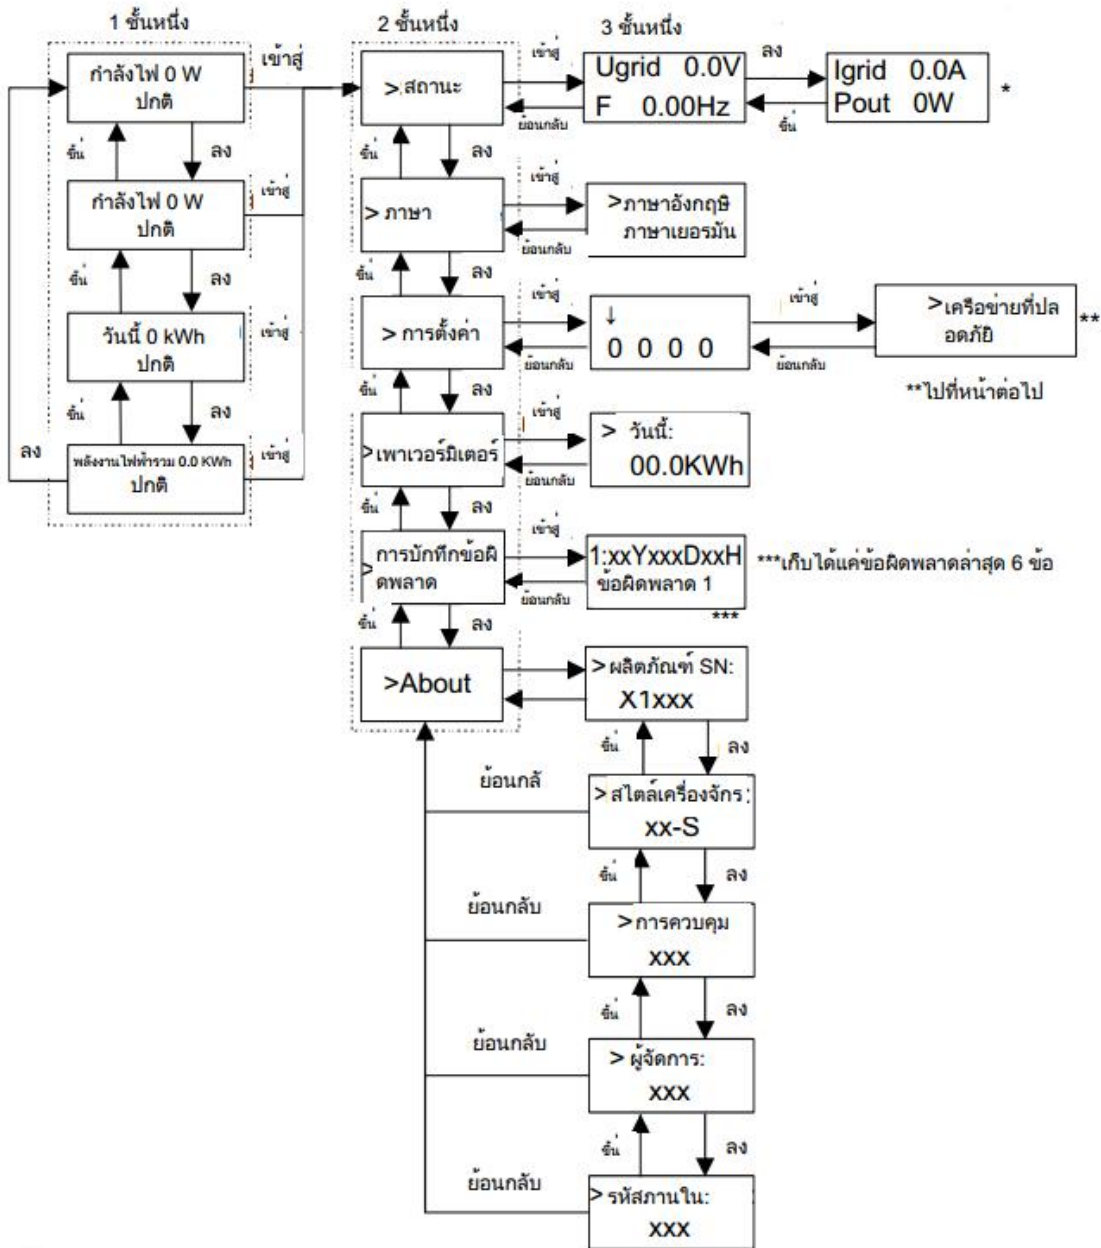 1 ชั้นหนึ่ง
2 ชั้นหนึ่ง
3 ชั้นหนึ่ง
กำลังไฟ 0 W
ปกติ
เข้าสู่
>สถานะ
เข้าสู่
ย้อนกลับ
Ugrid 0.0V
F 0.00Hz
ลง
ขึ้น
Igrid 0.0A
Pout 0W
*
ขึ้น
ลง
ขึ้น
ลง
กำลังไฟ 0 W
ปกติ
เข้าสู่
> ภาษา
เข้าสู่
ย้อนกลับ
>ภาษาอังกฤษิ
ภาษาเยอรมัน
ขึ้น
ลง
ขึ้น
ลง
วันนี้ 0 kWh
ปกติ
เข้าสู่
> การตั้งค่า
เข้าสู่
ย้อนกลับ
↓
0 0 0 0
เข้าสู่
ย้อนกลับ
>เครือข่ายที่ปล
อดภัยิ
**
**ไปที่หน้าต่อไป
ขึ้น
ลง
ขึ้น
ลง
ลง
พลังงานไฟฟ้ารวม 0.0 KWh
ปกติ
เข้าสู่
>เพาเวอร์มิเตอร์
เข้าสู่
ย้อนกลับ
> วันนี้:
00.0KWh
ขึ้น
ลง
>การบักทึกข้อผิ
ดพลาด
เข้าสู่
ย้อนกลับ
1:xxYxxxDxxH
ข้อผิดพลาด 1
***
***เก็บได้แค่ข้อผิดพลาดล่าสุด 6 ข้อ
ขึ้น
ลง
>About
>ผลิตภัณฑ์ SN:
X1xxx
ขึ้น
ลง
ย้อนกลั
>สไตล์เครื่องจักร:
xx-S
ขึ้น
ลง
ย้อนกลับ
>การควบคุม
xxx
ขึ้น
ลง
ย้อนกลับ
> ผู้จัดการ:
xxx
ขึ้น
ลง
ย้อนกลับ
>รหัสภานใน:
xxx